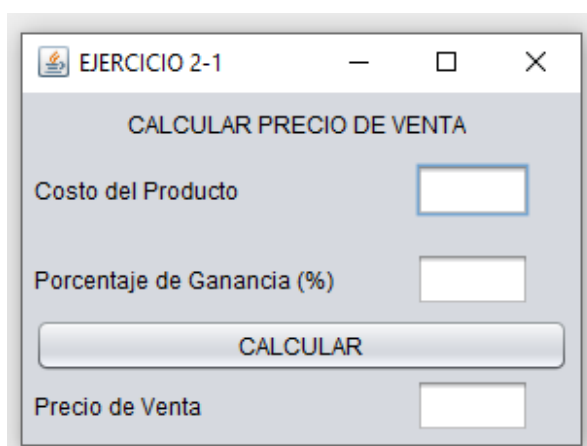 EJERCICIO 2-1
CALCULAR PRECIO DE VENTA
Costo del Producto
Porcentaje de Ganancia (%)
CALCULAR
Precio de Venta